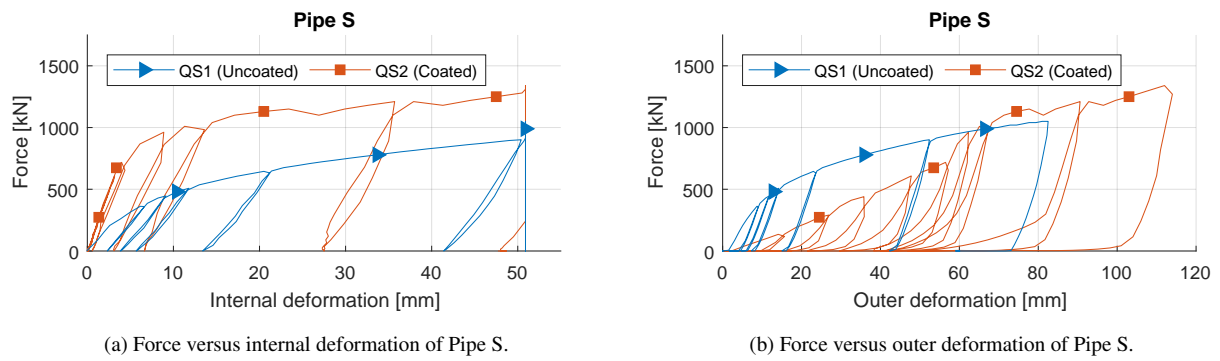 Pipe S
1500
1000
500
0
Force [kN]
QS1 (Uncoated)
QS2 (Coated)
0 10 20 30 40 50
Internal deformation [mm]
(a) Force versus internal deformation of Pipe S.
Pipe S
1500
1000
500
0
Force [kN]
QS1 (Uncoated)
QS2 (Coated)
0 20 40 60 80 100 120
Outer deformation [mm]
(b) Force versus outer deformation of Pipe S.